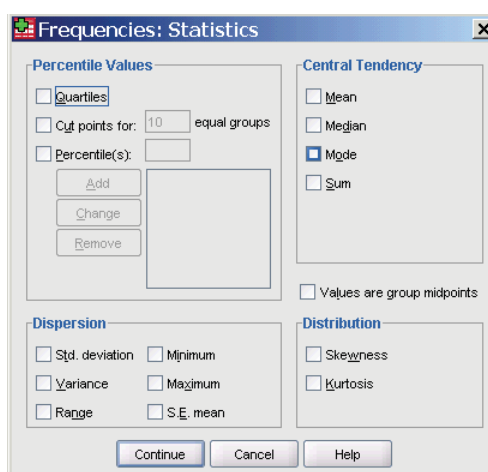 Frequencies: Statistics
Percentile Values
Quartiles
Cut points for: 10 equal groups
Percentile(s):
Add
Change
Remove
Central Tendency
Mean
Median
Mode
Sum
Values are group midpoints
Dispersion
Std. deviation Minimum
Variance Maximum
Range S.E. mean
Distribution
Skewness
Kurtosis
Continue Cancel Help